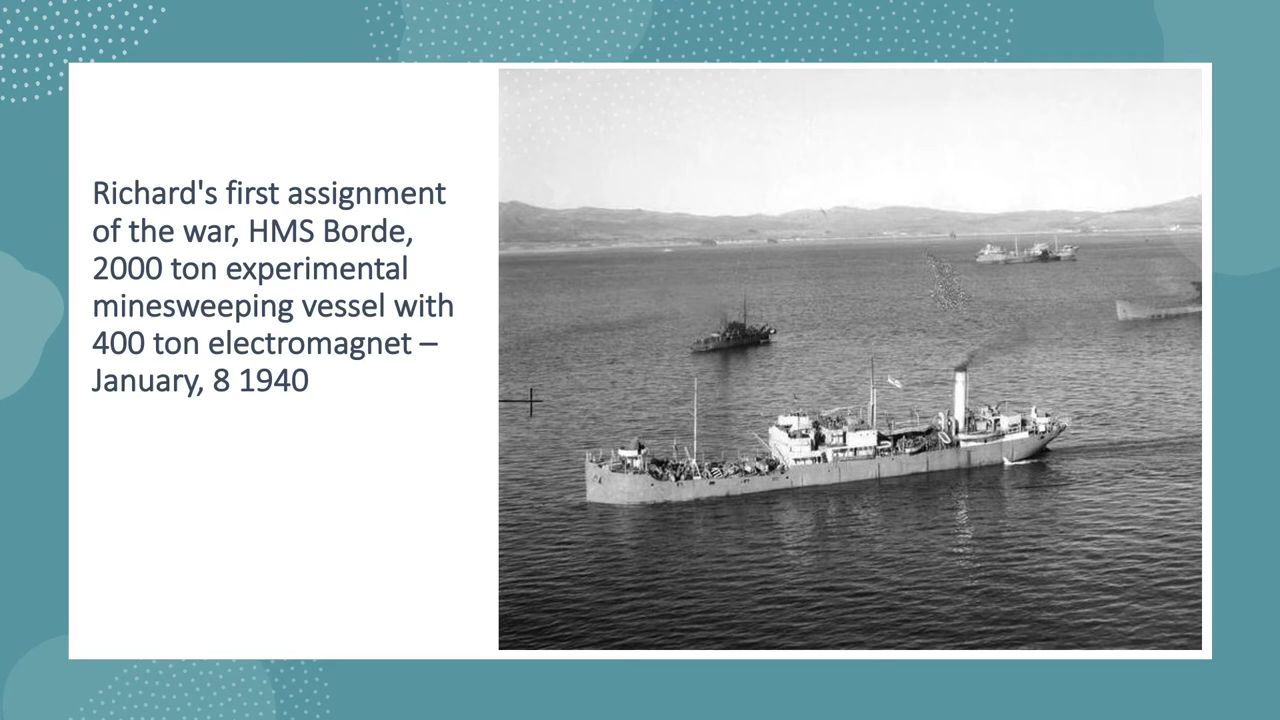 Richard's first assignment
of the war, HMS Borde,
2000 ton experimental
minesweeping vessel with
400 ton electromagnet –
January, 8 1940